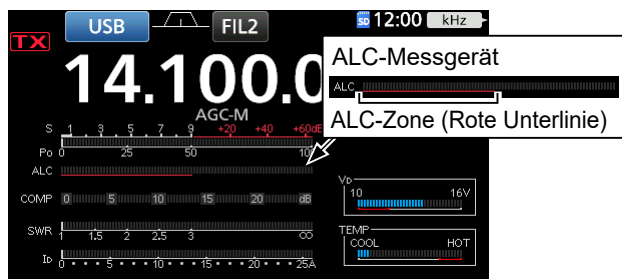 USB FIL2 SD 12:00 kHz
TX
14.100.0
AGC-M
ALC-Messgerät
ALC
ALC-Zone (Rote Unterlinie)
S 1 3 5 7 9 +20 +40 +60dB
Po 0 25 50 100
ALC
COMP 0 5 10 15 20 dB
SWR 1 1.5 2 2.5 3 ∞
ID 0 5 10 15 20 25A
VD
10 16V
TEMP
COOL HOT